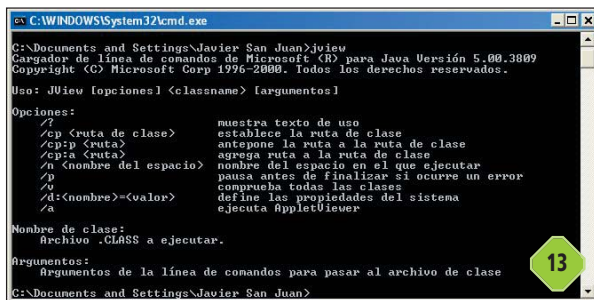 C:\WINDOWS\System32\cmd.exe
C:\Documents and Settings\Javier San Juan>jview
Cargador de línea de comandos de Microsoft (R) para Java Versión 5.00.3809
Copyright (C) Microsoft Corp 1996-2000. Todos los derechos reservados.
Uso: JView [opciones] <classname> [argumentos]
Opciones:
/? muestra texto de uso
/cp <ruta de clase> establece la ruta de clase
/cp:p <ruta> antepone la ruta a la ruta de clase
/cp:a <ruta> agrega ruta a la ruta de clase
/n <nombre del espacio> nombre del espacio en el que ejecutar
/p pausa antes de finalizar si ocurre un error
/v comprueba todas las clases
/d:<nombre>=<valor> define las propiedades del sistema
/a ejecuta AppletViewer
Nombre de clase:
Archivo .CLASS a ejecutar.
Argumentos:
Argumentos de la línea de comandos para pasar al archivo de clase
C:\Documents and Settings\Javier San Juan>
13